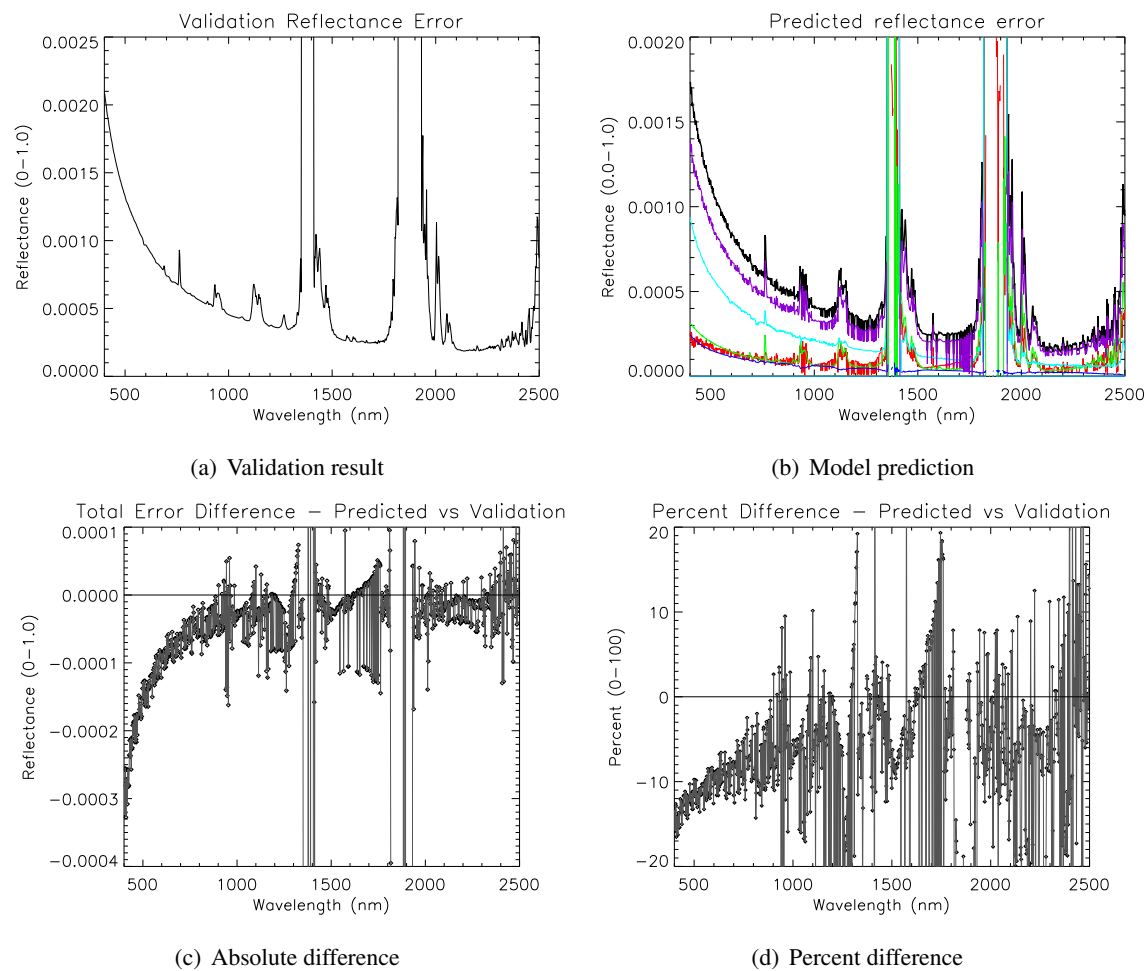 Validation Reflectance Error
0.0025
0.0020
0.0015
0.0010
0.0005
0.0000
Reflectance (0−1.0)
500 1000 1500 2000 2500
Wavelength (nm)
(a) Validation result
Predicted reflectance error
0.0020
0.0015
0.0010
0.0005
0.0000
Reflectance (0.0−1.0)
500 1000 1500 2000 2500
Wavelength (nm)
(b) Model prediction
Total Error Difference − Predicted vs Validation
0.0001
0.0000
−0.0001
−0.0002
−0.0003
−0.0004
Reflectance (0−1.0)
500 1000 1500 2000 2500
Wavelength (nm)
(c) Absolute difference
Percent Difference − Predicted vs Validation
20
10
0
−10
−20
Percent (0−100)
500 1000 1500 2000 2500
Wavelength (nm)
(d) Percent difference